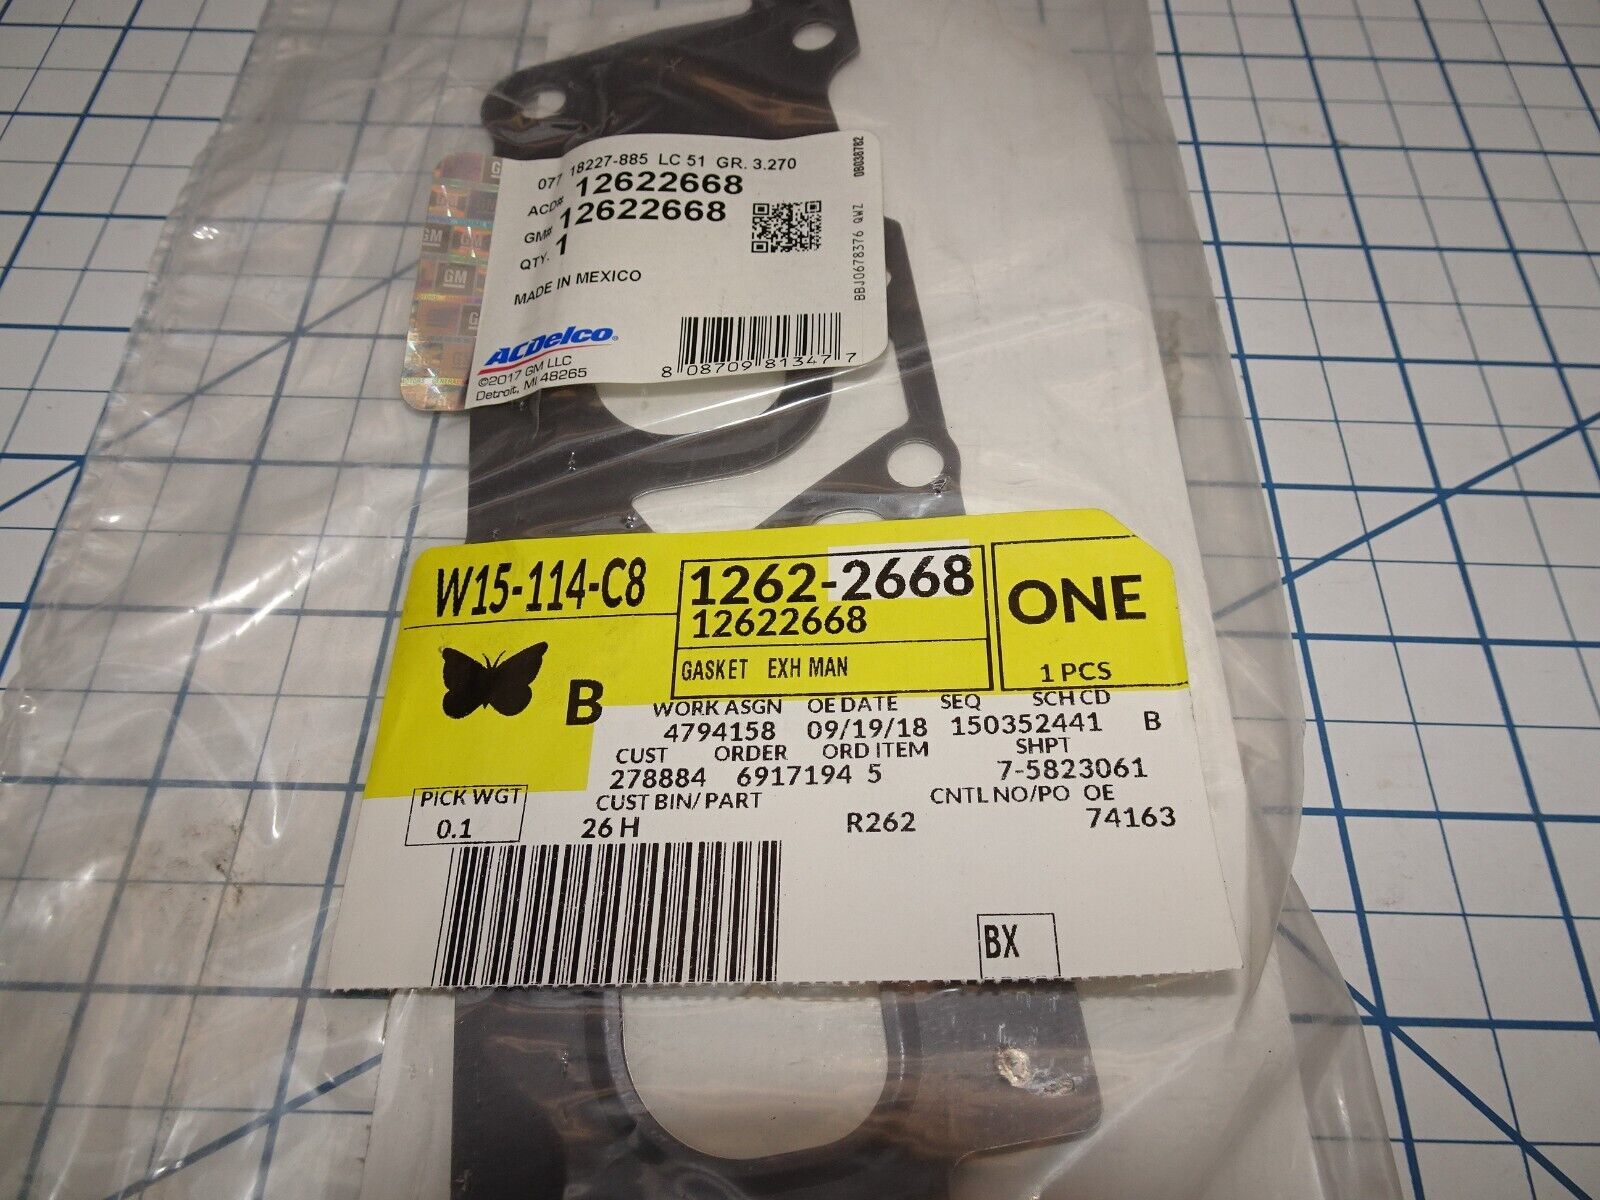 077 18227-885 LC 51 GR. 3.270
ACD# 12622668
GM# 12622668
QTY. 1
MADE IN MEXICO
ACDelco
©2017 GM LLC
Detroit, MI 48265
8 08709 81347 7
08038782
BBJ0678376 QWZ
GM
GM
GM
W15-114-C8
1262-2668
12622668
GASKET EXH MAN
ONE
1 PCS
B
WORK ASGN OE DATE SEQ SCH CD
4794158 09/19/18 150352441 B
CUST ORDER ORD ITEM SHPT
278884 6917194 5 7-5823061
PICK WGT CUST BIN/PART CNTL NO/PO OE
0.1 26 H R262 74163
BX